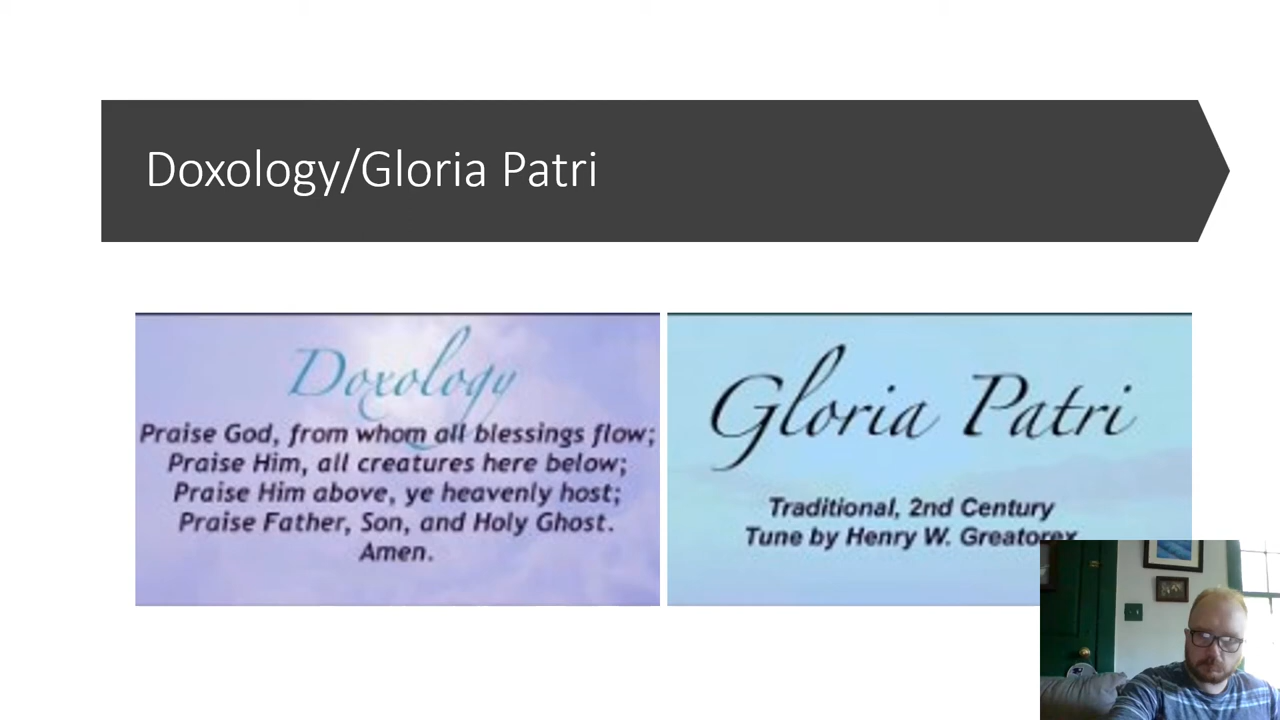 Doxology/Gloria Patri
Doxology
Praise God, from whom all blessings flow;
Praise Him, all creatures here below;
Praise Him above, ye heavenly host;
Praise Father, Son, and Holy Ghost.
Amen.
Gloria Patri
Traditional, 2nd Century
Tune by Henry W. Greatorex